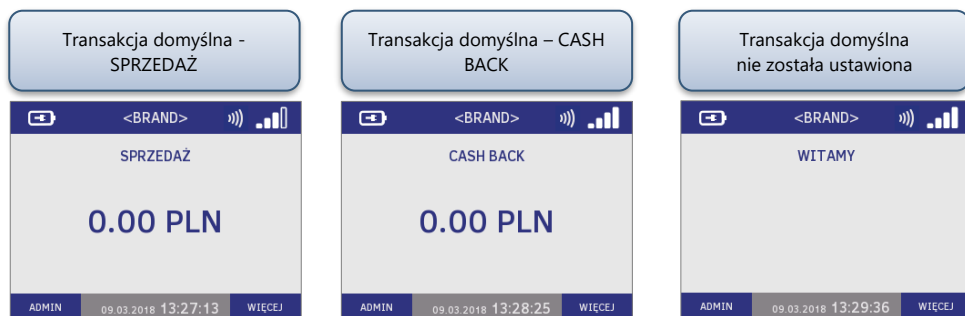 Transakcja domyślna -
SPRZEDAŻ
<BRAND>
SPRZEDAŻ
0.00 PLN
ADMIN 09.03.2018 13:27:13 WIĘCEJ
Transakcja domyślna – CASH
BACK
<BRAND>
CASH BACK
0.00 PLN
ADMIN 09.03.2018 13:28:25 WIĘCEJ
Transakcja domyślna
nie została ustawiona
<BRAND>
WITAMY
ADMIN 09.03.2018 13:29:36 WIĘCEJ